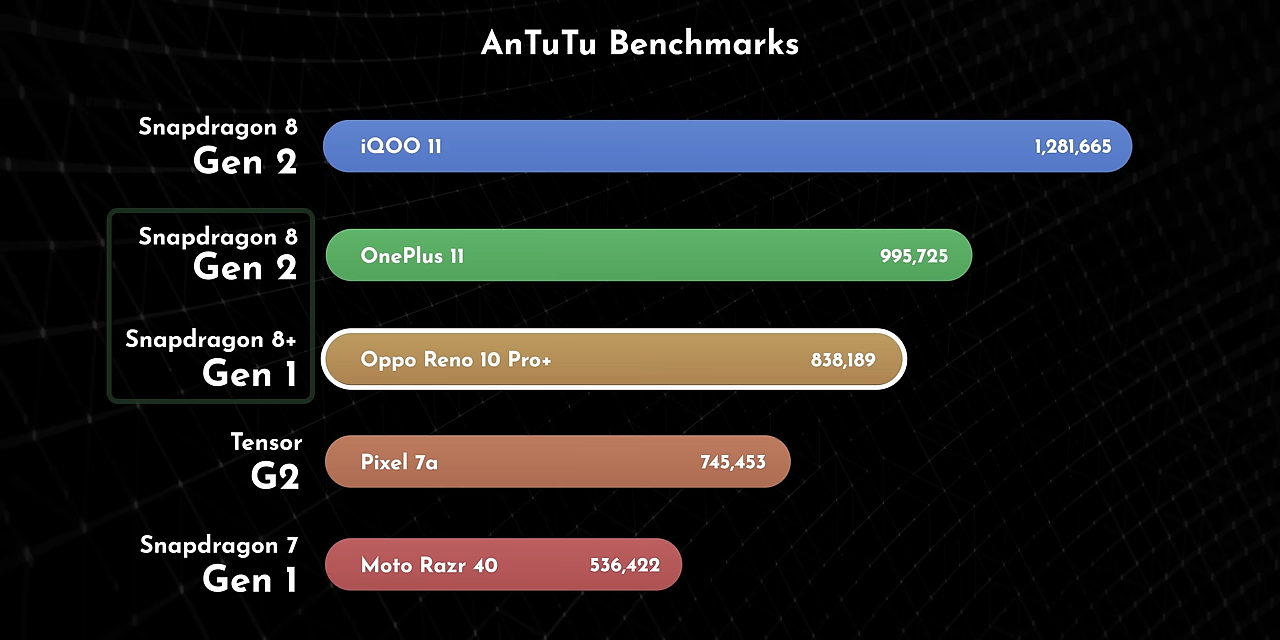 AnTuTu Benchmarks
Snapdragon 8
Gen 2
iQOO 11
1,281,665
Snapdragon 8
Gen 2
OnePlus 11
995,725
Snapdragon 8+
Gen 1
Oppo Reno 10 Pro+
838,189
Tensor
G2
Pixel 7a
745,453
Snapdragon 7
Gen 1
Moto Razr 40
536,422